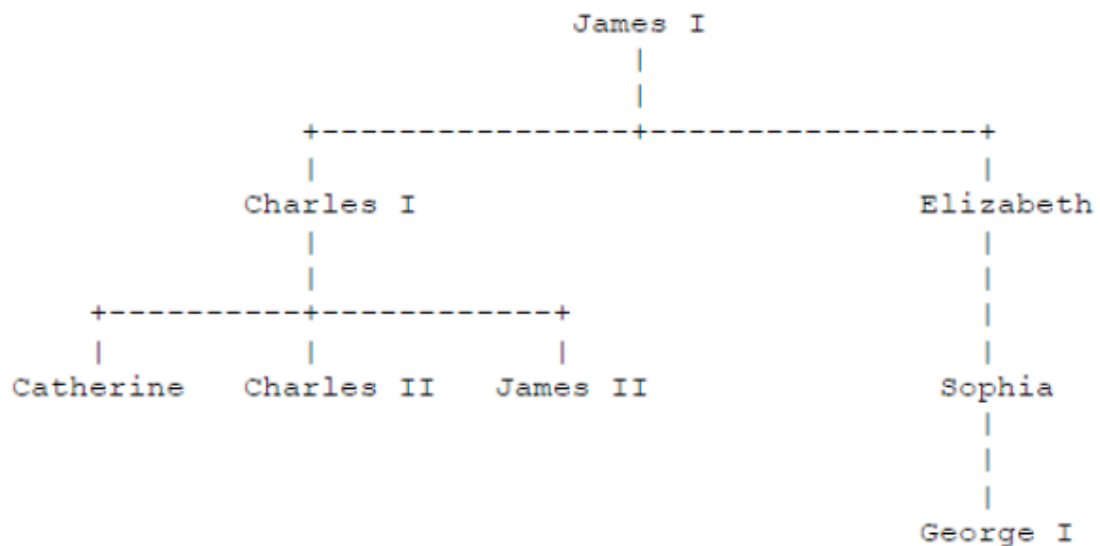 James I
Charles I Elizabeth
Catherine Charles II James II Sophia
George I